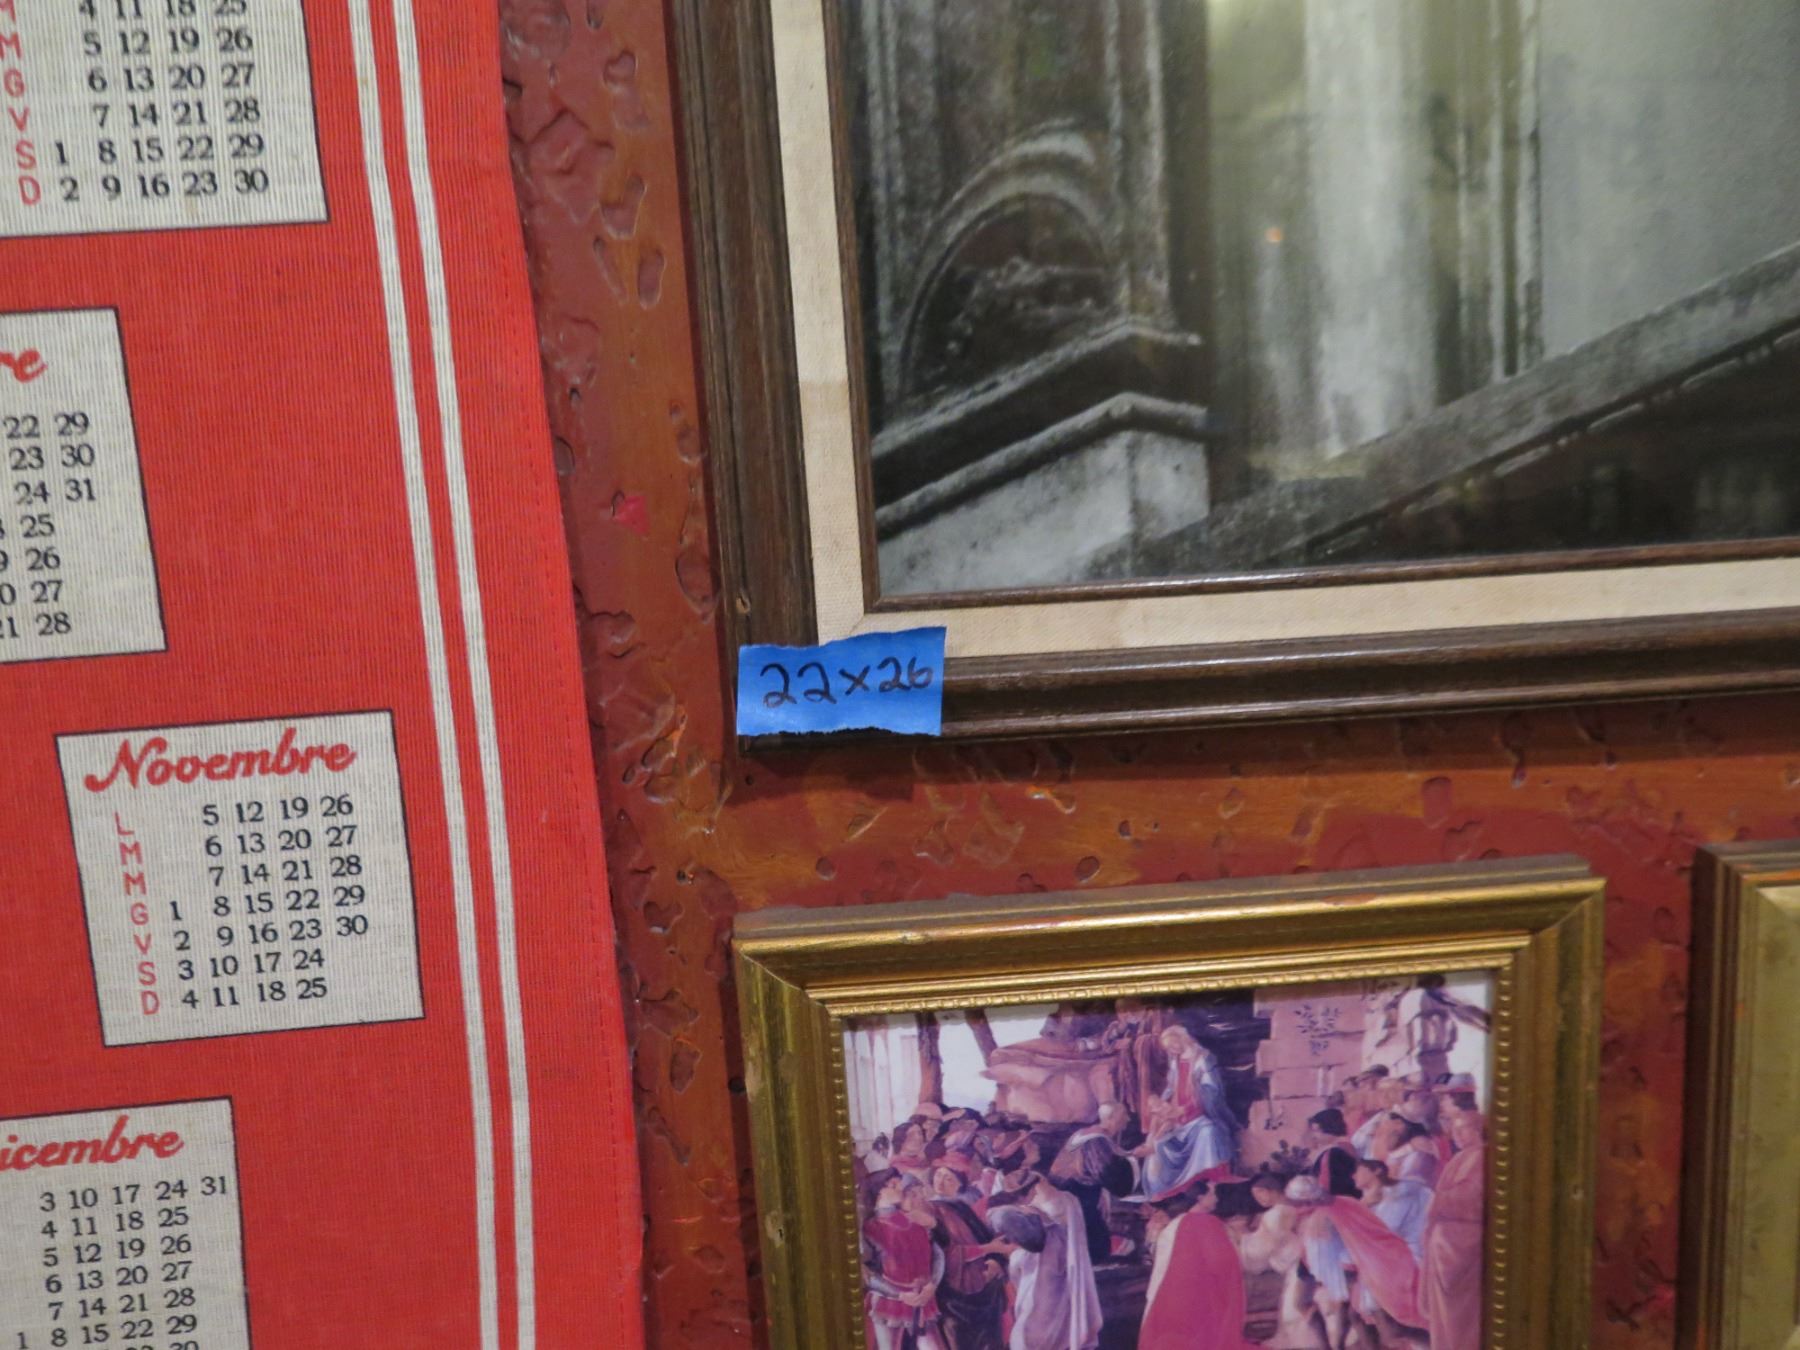 M 4 11 18 25
M 5 12 19 26
G 6 13 20 27
V 7 14 21 28
S 1 8 15 22 29
D 2 9 16 23 30
re
22 29
23 30
24 31
25
26
27
28
22x26
Novembre
L 5 12 19 26
M 6 13 20 27
M 7 14 21 28
G 1 8 15 22 29
V 2 9 16 23 30
S 3 10 17 24
D 4 11 18 25
icembre
3 10 17 24 31
4 11 18 25
5 12 19 26
6 13 20 27
7 14 21 28
1 8 15 22 29